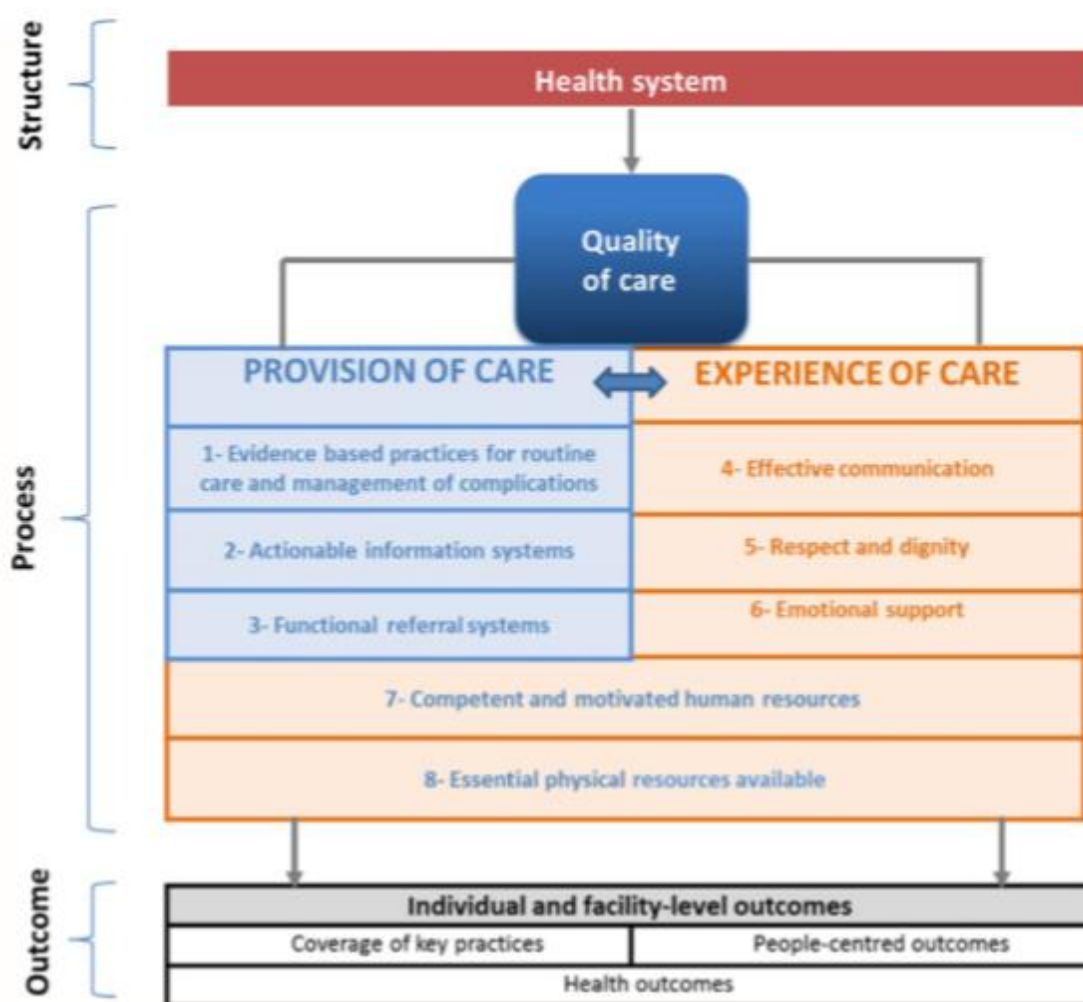 Structure
Health system
Process
Quality
of care
PROVISION OF CARE
EXPERIENCE OF CARE
1- Evidence based practices for routine
care and management of complications
4- Effective communication
2- Actionable information systems
5- Respect and dignity
3- Functional referral systems
6- Emotional support
7- Competent and motivated human resources
8- Essential physical resources available
Outcome
Individual and facility-level outcomes
Coverage of key practices
People-centred outcomes
Health outcomes